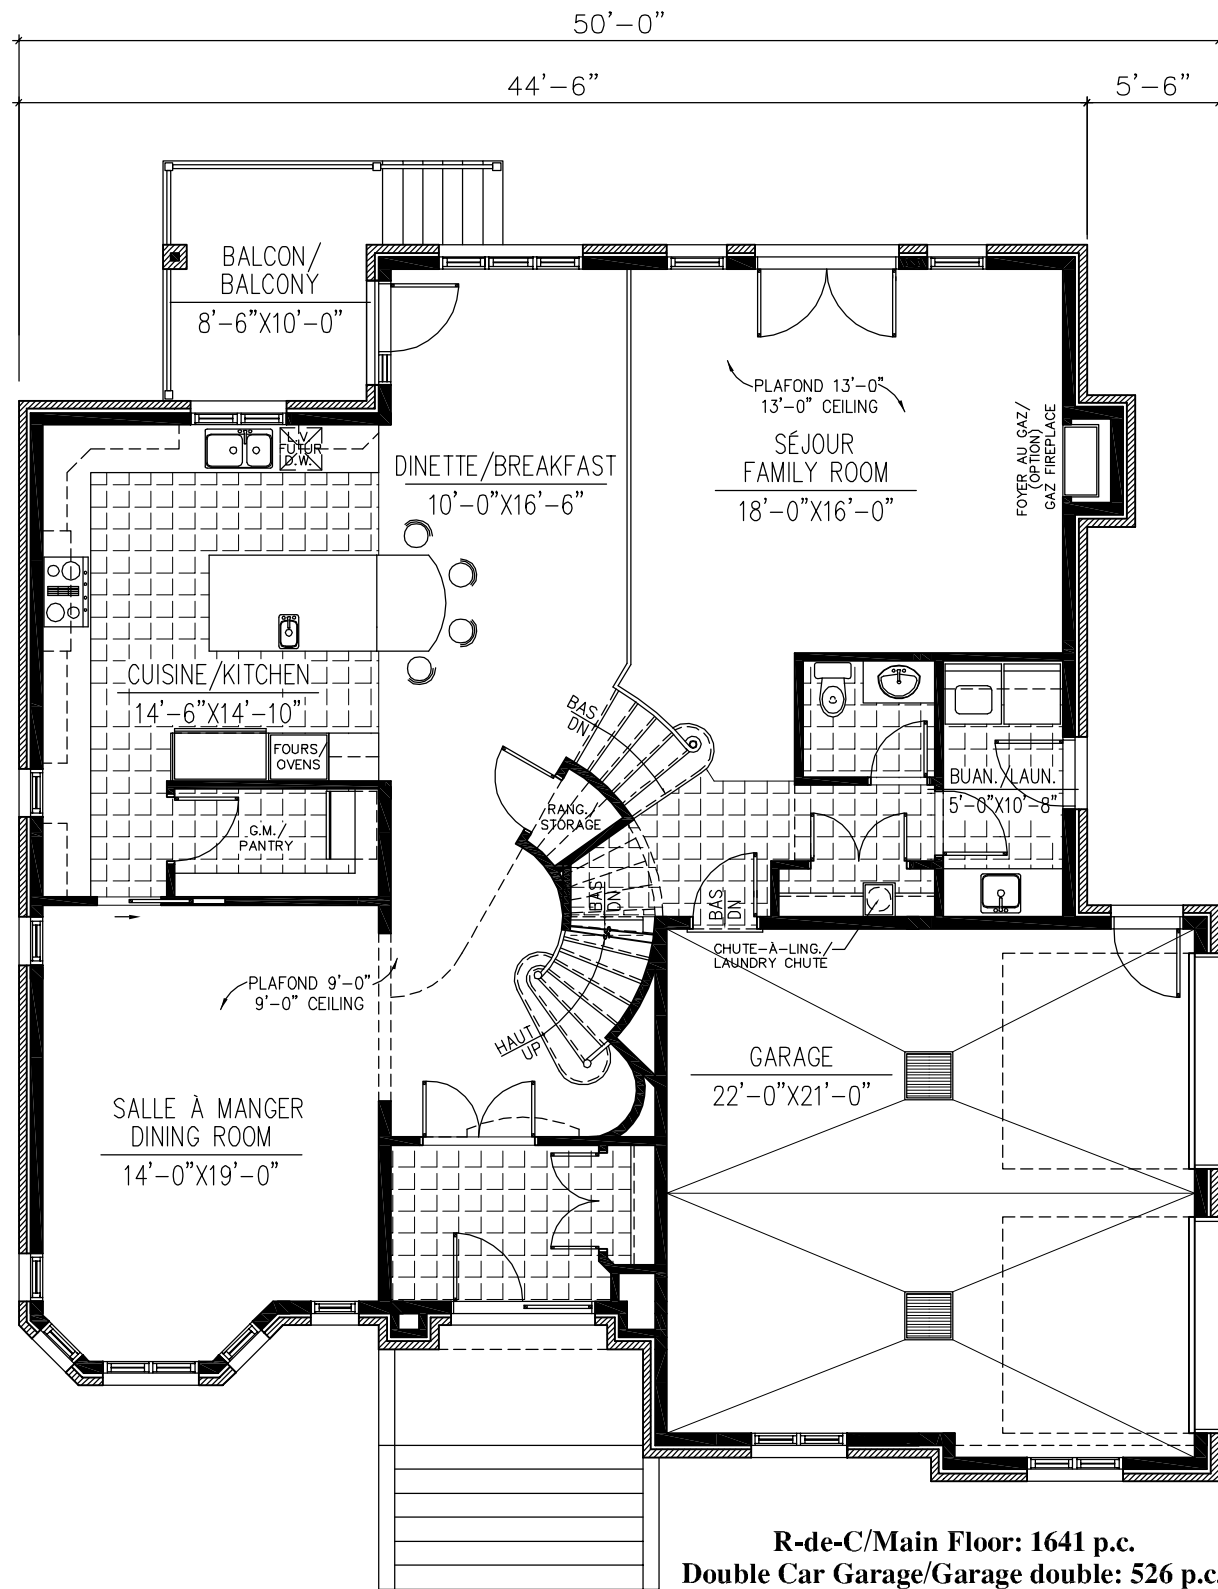 50'-0"
44'-6"
5'-6"
BALCON/
BALCONY
8'-6"X10'-0"
PLAFOND 13'-0"
13'-0" CEILING
SÉJOUR
FAMILY ROOM
18'-0"X16'-0"
FOYER AU GAZ/
(OPTION)
GAZ FIREPLACE
L.V.
FUTUR
D.W.
DINETTE/BREAKFAST
10'-0"X16'-6"
CUISINE/KITCHEN
14'-6"X14'-10"
FOURS/
OVENS
BAS
DN
G.M./
PANTRY
RANG./
STORAGE
BUAN./LAUN.
5'-0"X10'-8"
BAS
DN
BAS
DN
CHUTE-À-LING./
LAUNDRY CHUTE
PLAFOND 9'-0"
9'-0" CEILING
HAUT
UP
GARAGE
22'-0"X21'-0"
SALLE À MANGER
DINING ROOM
14'-0"X19'-0"
R-de-C/Main Floor: 1641 p.c.
Double Car Garage/Garage double: 526 p.c.